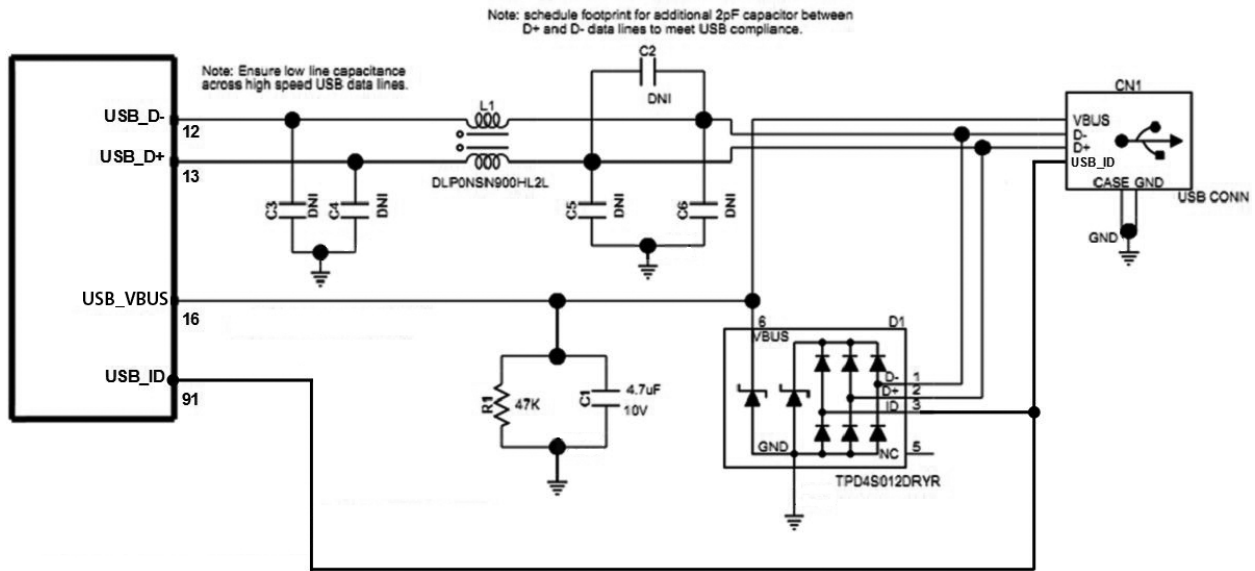 Note: schedule footprint for additional 2pF capacitor between
D+ and D- data lines to meet USB compliance.
C2
DNI
Note: Ensure low line capacitance
across high speed USB data lines.
L1
CN1
USB_D-
12
VBUS
D-
USB_D+
13
D+
USB_ID
DLP0NSN900HL2L
CASE GND
USB CONN
C3
DNI
C4
DNI
C5
DNI
C6
DNI
GND
USB_VBUS
16
6
D1
VBUS
USB_ID
91
R1
47K
C1
4.7uF
10V
D-
1
D+
2
ID
3
GND
NC
5
TPD4S012DRYR